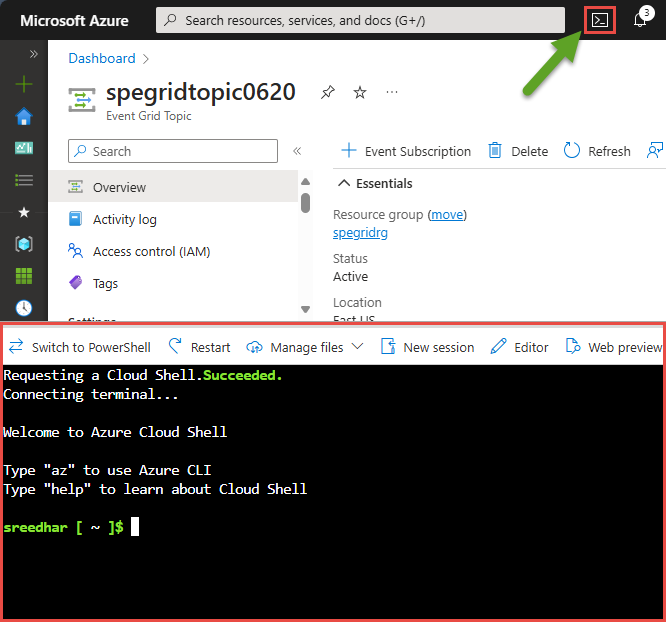 Microsoft Azure
Search resources, services, and docs (G+/)
3
Dashboard
spegridtopic0620
Event Grid Topic
Search
Event Subscription
Delete
Refresh
Overview
Essentials
Activity log
Resource group (move)
spegridrg
Access control (IAM)
Status
Active
Tags
Location
Settings
East US
Switch to PowerShell
Restart
Manage files
New session
Editor
Web preview
Requesting a Cloud Shell.Succeeded.
Connecting terminal...
Welcome to Azure Cloud Shell
Type "az" to use Azure CLI
Type "help" to learn about Cloud Shell
sreedhar [ ~ ]$